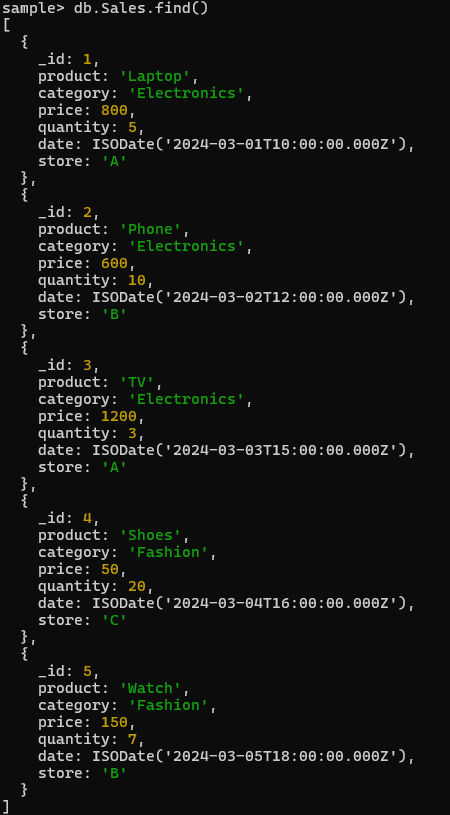 sample> db.Sales.find()
[
  {
    _id: 1,
    product: 'Laptop',
    category: 'Electronics',
    price: 800,
    quantity: 5,
    date: ISODate('2024-03-01T10:00:00.000Z'),
    store: 'A'
  },
  {
    _id: 2,
    product: 'Phone',
    category: 'Electronics',
    price: 600,
    quantity: 10,
    date: ISODate('2024-03-02T12:00:00.000Z'),
    store: 'B'
  },
  {
    _id: 3,
    product: 'TV',
    category: 'Electronics',
    price: 1200,
    quantity: 3,
    date: ISODate('2024-03-03T15:00:00.000Z'),
    store: 'A'
  },
  {
    _id: 4,
    product: 'Shoes',
    category: 'Fashion',
    price: 50,
    quantity: 20,
    date: ISODate('2024-03-04T16:00:00.000Z'),
    store: 'C'
  },
  {
    _id: 5,
    product: 'Watch',
    category: 'Fashion',
    price: 150,
    quantity: 7,
    date: ISODate('2024-03-05T18:00:00.000Z'),
    store: 'B'
  }
]